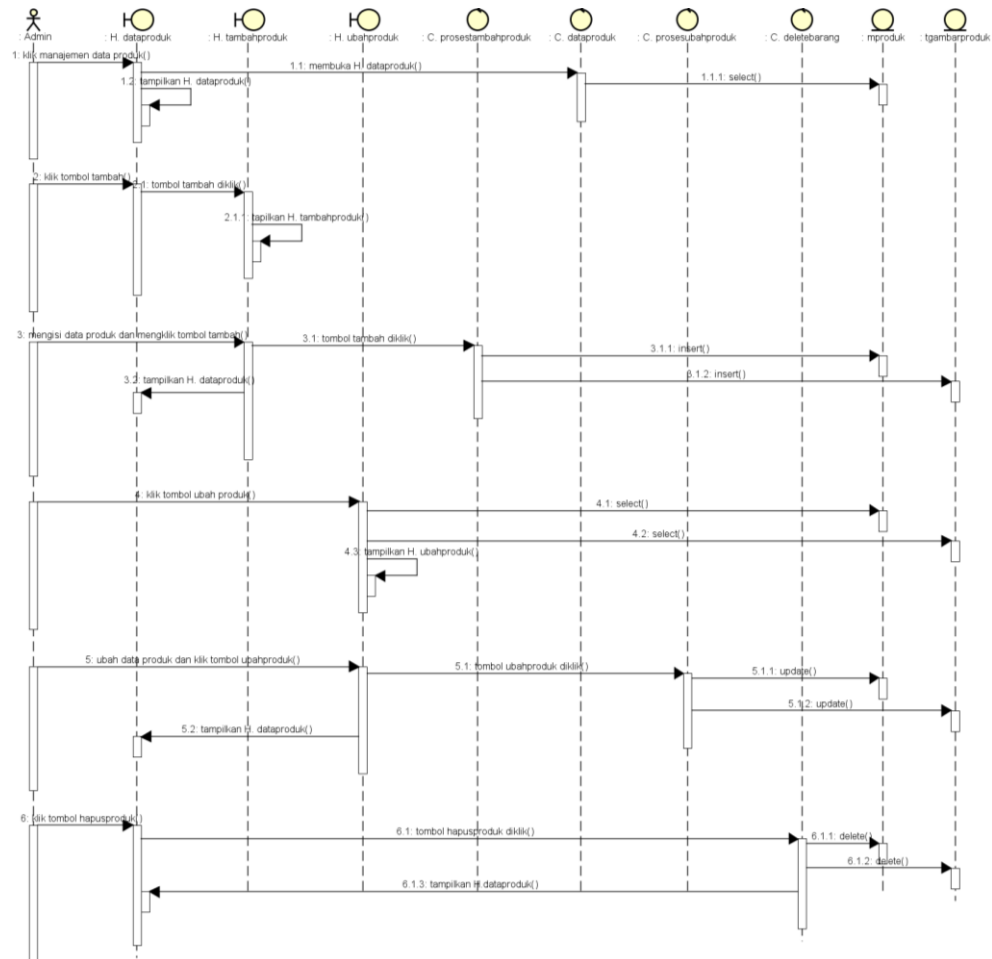 : Admin
: H. dataproduk
: H. tambahproduk
: H. ubahproduk
: C. prosestambahproduk
: C. dataproduk
: C. prosesubahproduk
: C. deletebarang
: mproduk
: tgambarproduk
1: klik manajemen data produk()
1.1: membuka H. dataproduk()
1.2: tampilkan H. dataproduk()
1.1.1: select()
2: klik tombol tambah()
2.1: tombol tambah diklik()
2.1.1: tapilkan H. tambahproduk()
3: mengisi data produk dan mengklik tombol tambah()
3.1: tombol tambah diklik()
3.1.1: insert()
3.1.2: insert()
3.2: tampilkan H. dataproduk()
4: klik tombol ubah produk()
4.1: select()
4.2: select()
4.3: tampilkan H. ubahproduk()
5: ubah data produk dan klik tombol ubahproduk()
5.1: tombol ubahproduk diklik()
5.1.1: update()
5.1.2: update()
5.2: tampilkan H. dataproduk()
6: klik tombol hapusproduk()
6.1: tombol hapusproduk diklik()
6.1.1: delete()
6.1.2: delete()
6.1.3: tampilkan H.dataproduk()